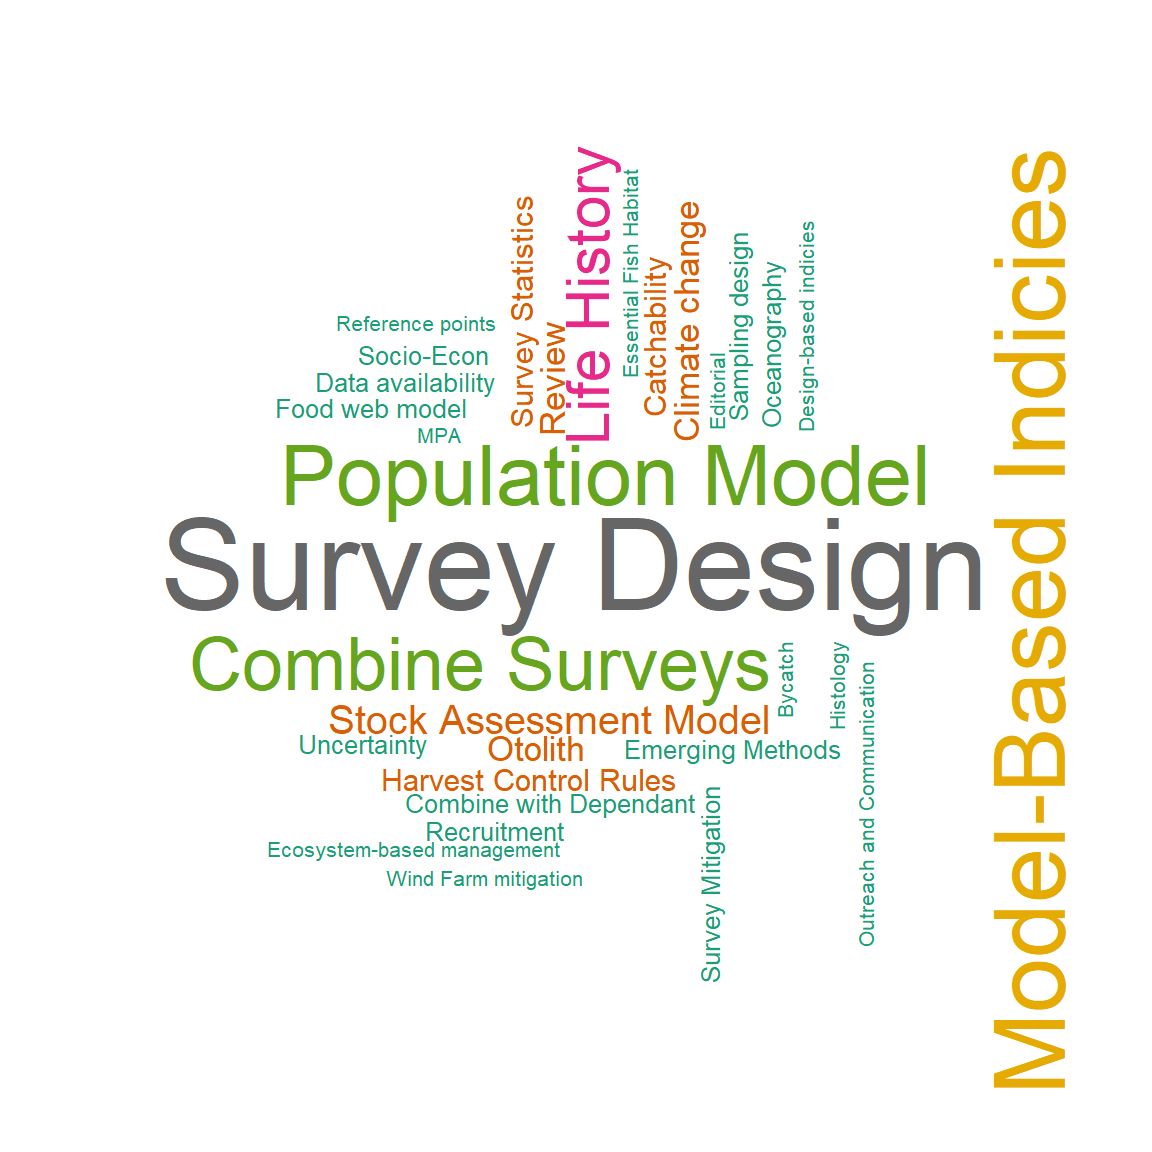 Life History
Essential Fish Habitat
Survey Statistics
Climate change
Design-based indicies
Sampling design
Catchability
Oceanography
Reference points
Review
Socio-Econ
Editorial
Data availability
Food web model
MPA
Population Model
Survey Design
Model-Based Indicies
Combine Surveys
Bycatch
Histology
Outreach and Communication
Stock Assessment Model
Uncertainty
Otolith
Emerging Methods
Harvest Control Rules
Survey Mitigation
Combine with Dependant
Recruitment
Ecosystem-based management
Wind Farm mitigation